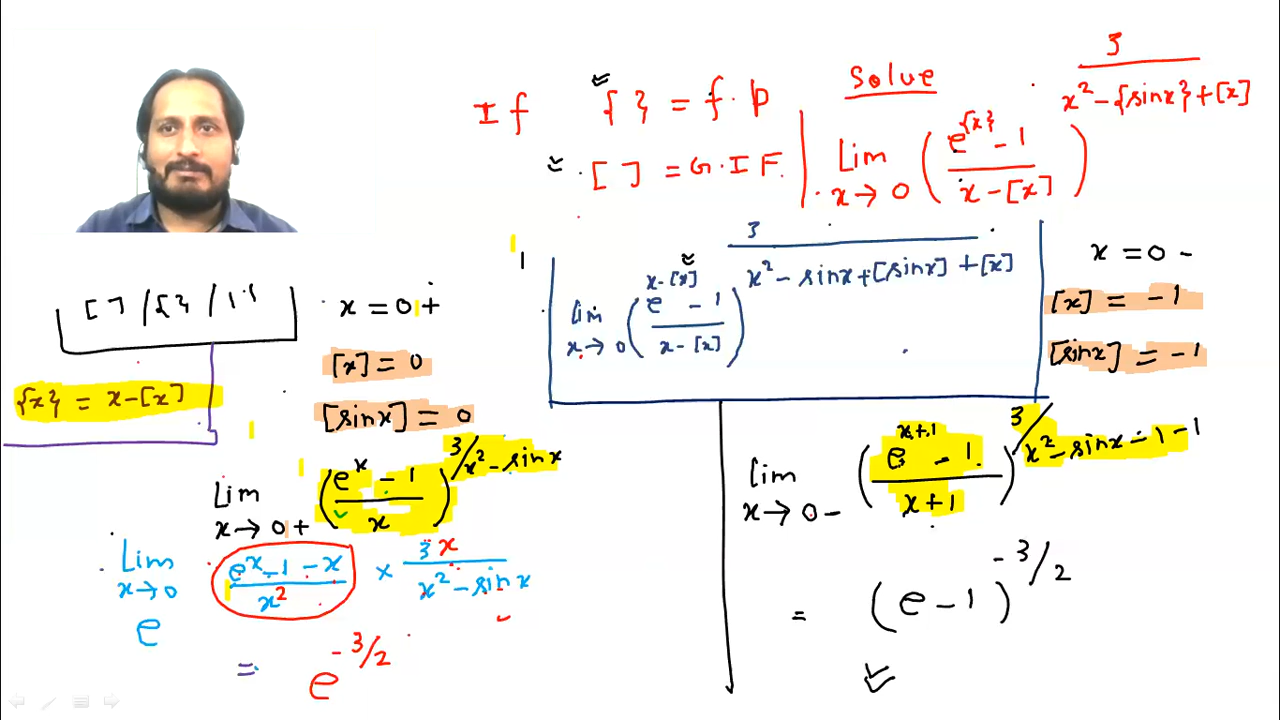 If {} = f.p
[ ] = G.I.F.
Solve
Lim x→0 ((e^{x} - 1)/(x-[x]))^(3/(x²-{sinx}+[x]))
lim x→0 ((e^(x-[x]) - 1)/(x-[x]))^(3/(x²-sinx+[sinx]+[x]))
[ ] / {} / |·|
{x} = x-[x]
x = 0+
[x] = 0
[sinx] = 0
Lim x→0+ ((e^x - 1)/x)^(3/(x²-sinx))
Lim x→0 (e^x-1-x)/x² × 3x/(x²-sinx)
e
= e^(-3/2)
x = 0-
[x] = -1
[sinx] = -1
lim x→0- ((e^(x+1) - 1)/(x+1))^(3/(x²-sinx-1-1))
= (e-1)^(-3/2)